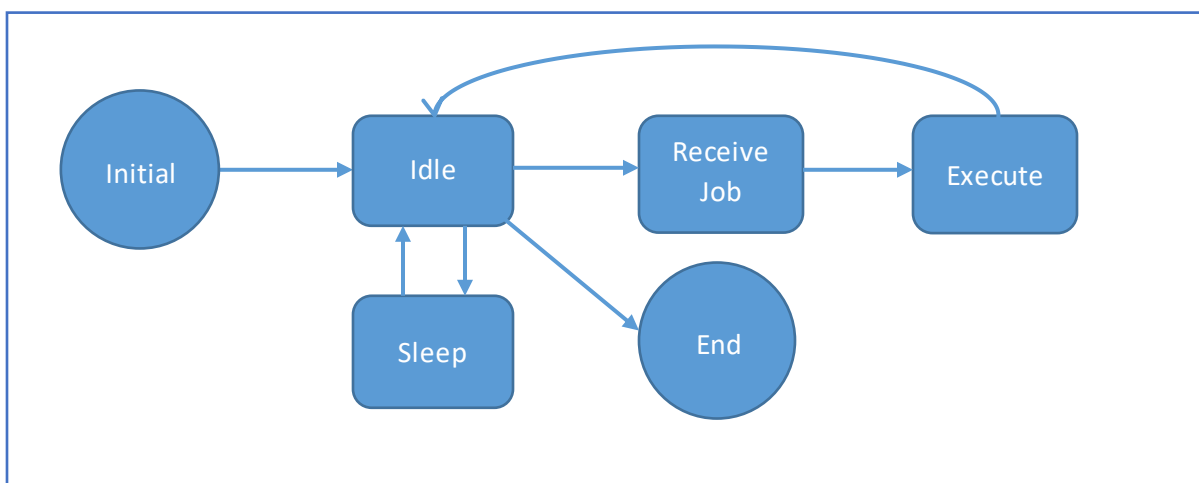 Initial
Idle
Receive
Job
Execute
Sleep
End